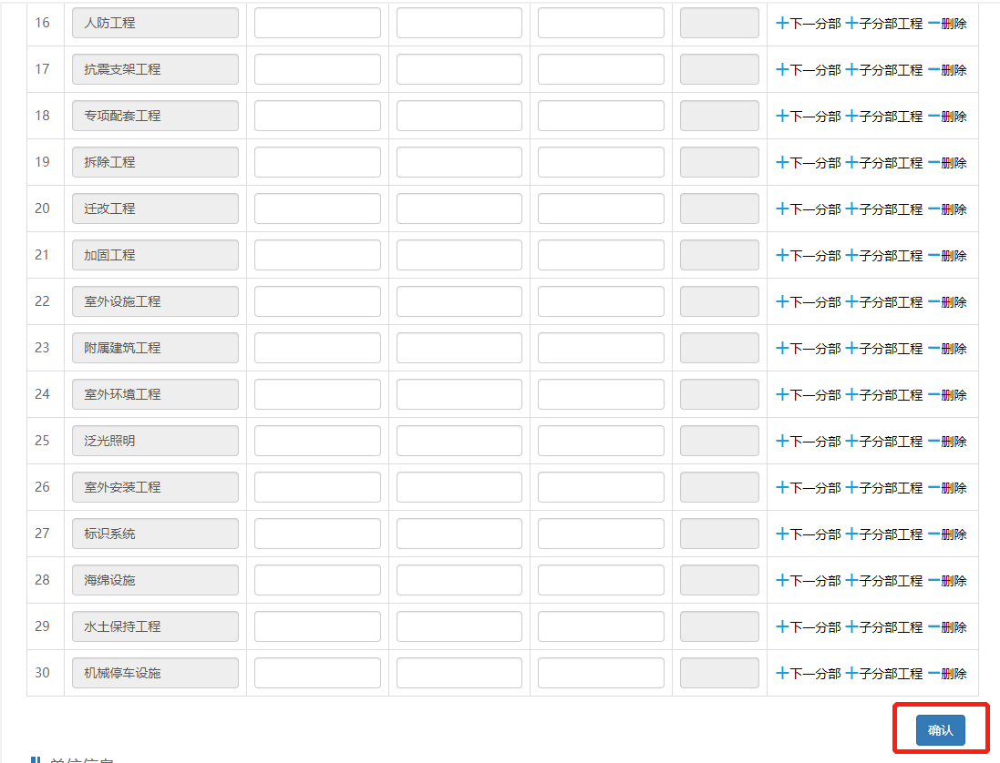 16 人防工程 下一分部 子分部工程 删除
17 抗震支架工程 下一分部 子分部工程 删除
18 专项配套工程 下一分部 子分部工程 删除
19 拆除工程 下一分部 子分部工程 删除
20 迁改工程 下一分部 子分部工程 删除
21 加固工程 下一分部 子分部工程 删除
22 室外设施工程 下一分部 子分部工程 删除
23 附属建筑工程 下一分部 子分部工程 删除
24 室外环境工程 下一分部 子分部工程 删除
25 泛光照明 下一分部 子分部工程 删除
26 室外安装工程 下一分部 子分部工程 删除
27 标识系统 下一分部 子分部工程 删除
28 海绵设施 下一分部 子分部工程 删除
29 水土保持工程 下一分部 子分部工程 删除
30 机械停车设施 下一分部 子分部工程 删除
确认
单位信息